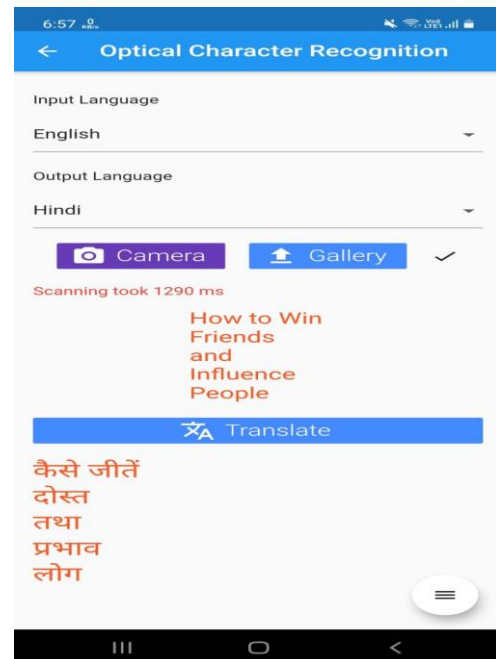 6:57
Optical Character Recognition
Input Language
English
Output Language
Hindi
Camera Gallery
Scanning took 1290 ms
How to Win
Friends
and
Influence
People
Translate
कैसे जीतें
दोस्त
तथा
प्रभाव
लोग